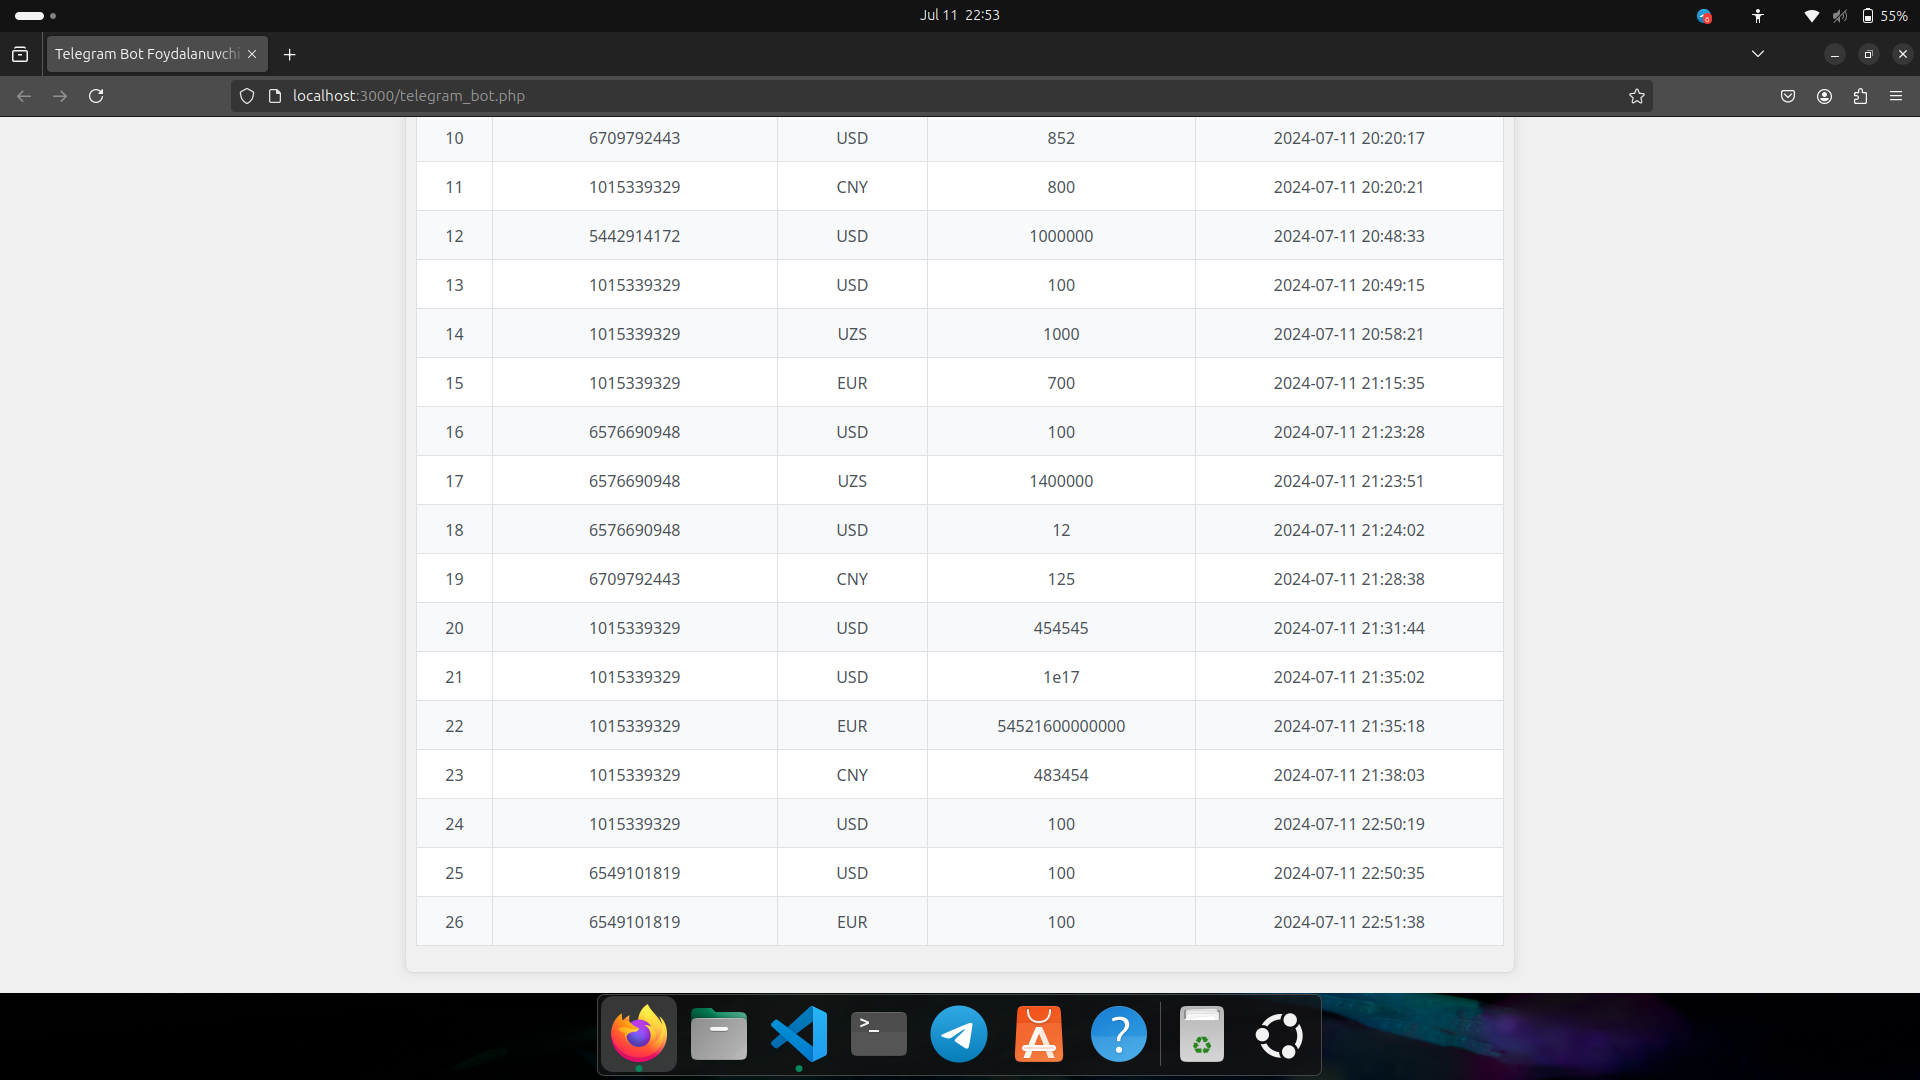 Jul 11 22:53
55%
Telegram Bot Foydalanuvchi
localhost:3000/telegram_bot.php
10 6709792443 USD 852 2024-07-11 20:20:17
11 1015339329 CNY 800 2024-07-11 20:20:21
12 5442914172 USD 1000000 2024-07-11 20:48:33
13 1015339329 USD 100 2024-07-11 20:49:15
14 1015339329 UZS 1000 2024-07-11 20:58:21
15 1015339329 EUR 700 2024-07-11 21:15:35
16 6576690948 USD 100 2024-07-11 21:23:28
17 6576690948 UZS 1400000 2024-07-11 21:23:51
18 6576690948 USD 12 2024-07-11 21:24:02
19 6709792443 CNY 125 2024-07-11 21:28:38
20 1015339329 USD 454545 2024-07-11 21:31:44
21 1015339329 USD 1e17 2024-07-11 21:35:02
22 1015339329 EUR 54521600000000 2024-07-11 21:35:18
23 1015339329 CNY 483454 2024-07-11 21:38:03
24 1015339329 USD 100 2024-07-11 22:50:19
25 6549101819 USD 100 2024-07-11 22:50:35
26 6549101819 EUR 100 2024-07-11 22:51:38